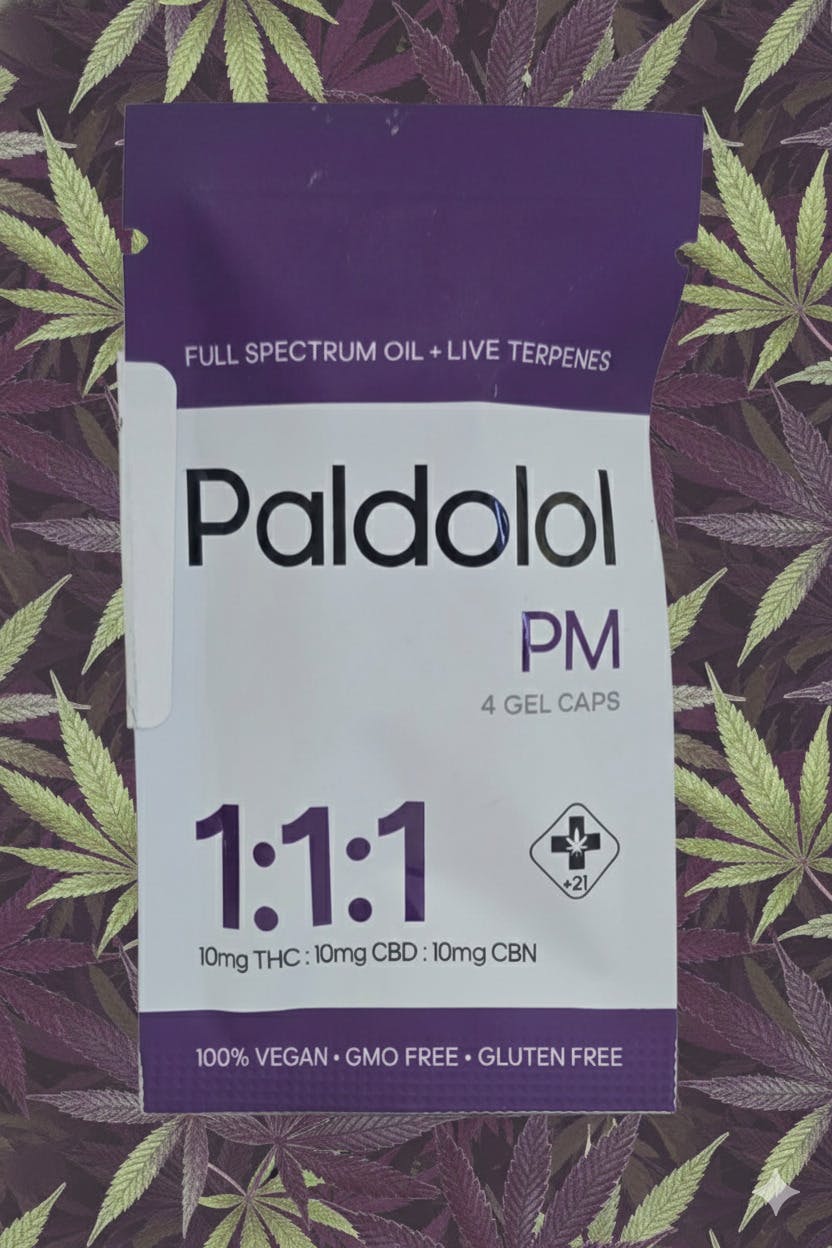 FULL SPECTRUM OIL + LIVE TERPENES
Paldolol
PM
4 GEL CAPS
1:1:1
+21
10mg THC : 10mg CBD : 10mg CBN
100% VEGAN • GMO FREE • GLUTEN FREE